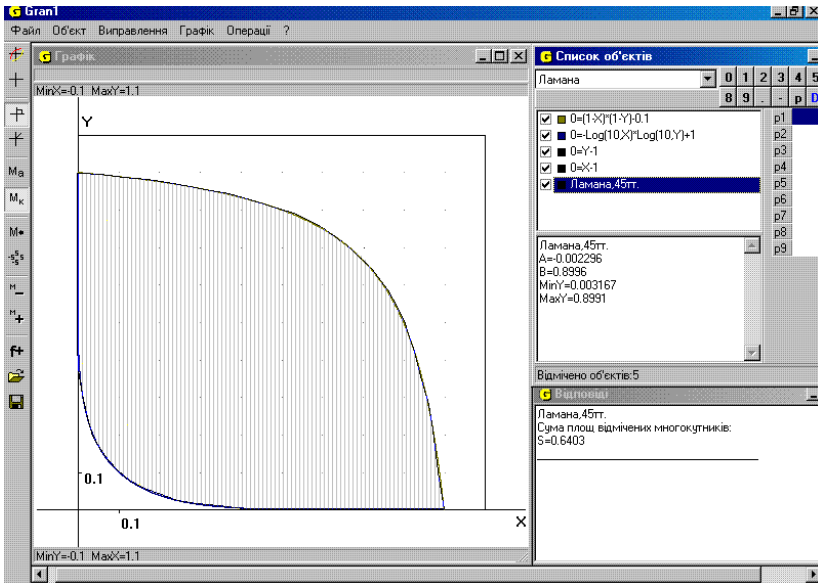 Gran1
Файл Об'єкт Виправлення Графік Операції ?
Графік
MinX=-0.1 MaxY=1.1
Y
0.1
0.1
X
MinY=-0.1 MaxX=1.1
Ma
Mк
M•
M
M
f+
Список об'єктів
Ламана
0 1 2 3 4 5
8 9 . - p D
0=(1-X)*(1-Y)-0.1
0=-Log(10,X)*Log(10,Y)+1
0=Y-1
0=X-1
Ламана,45тт.
p1
p2
p3
p4
p5
p6
p7
p8
p9
Ламана,45тт.
A=-0.002296
B=0.8996
MinY=0.003167
MaxY=0.8991
Відмічено об'єктів:5
Відповіді
Ламана,45тт.
Сума площ відмічених многокутників:
S=0.6403